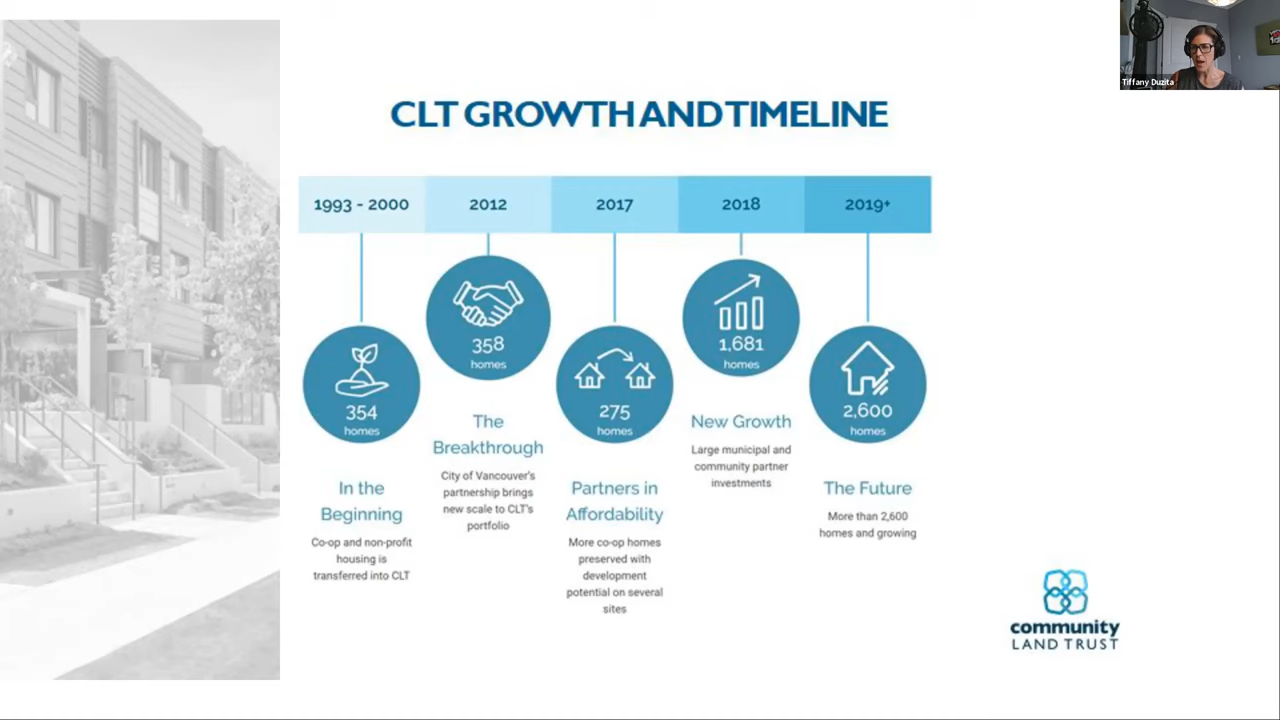 Tiffany Duzita
CLT GROWTH AND TIMELINE
1993 - 2000
2012
2017
2018
2019+
354
homes
In the
Beginning
Co-op and non-profit
housing is
transferred into CLT
358
homes
The
Breakthrough
City of Vancouver's
partnership brings
new scale to CLT's
portfolio
275
homes
Partners in
Affordability
More co-op homes
preserved with
development
potential on several
sites
1,681
homes
New Growth
Large municipal and
community partner
investments
2,600
homes
The Future
More than 2,600
homes and growing
community
LAND TRUST